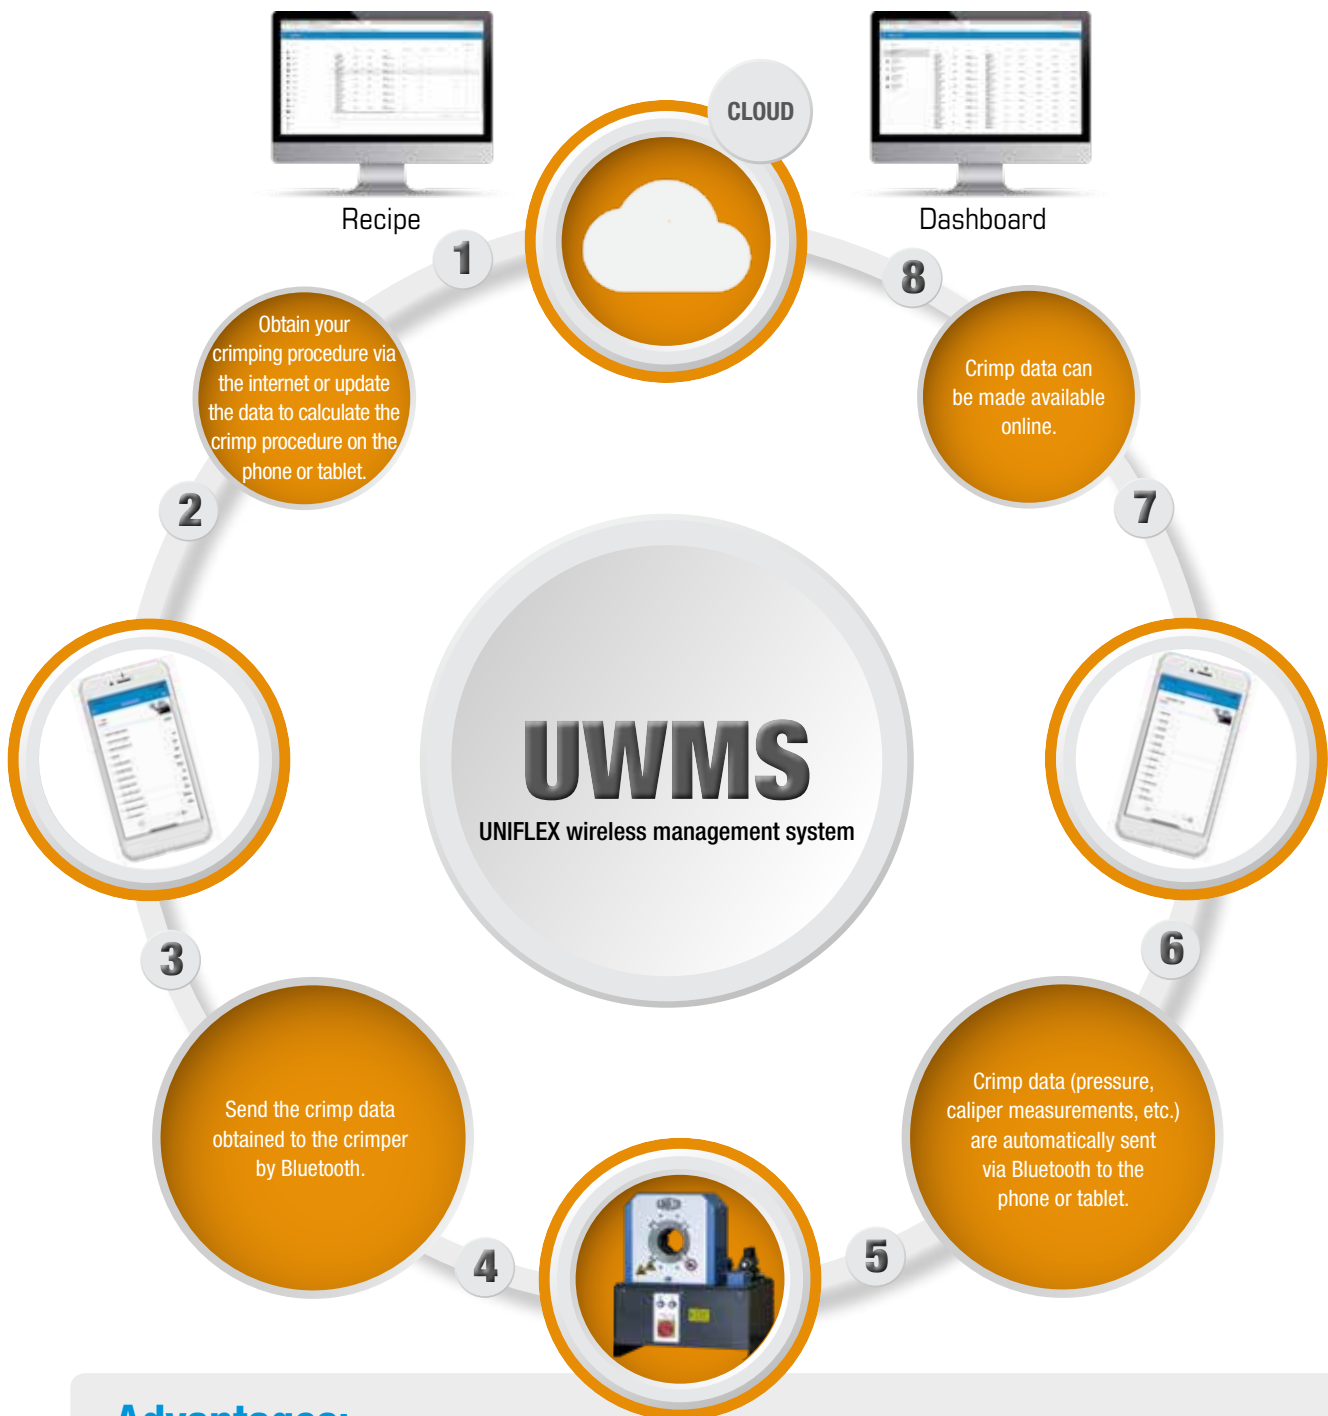 CLOUD
Recipe
Dashboard
1
8
Obtain your
crimping procedure via
the internet or update
the data to calculate the
crimp procedure on the
phone or tablet.
Crimp data can
be made available
online.
2
7
UWMS
UNIFLEX wireless management system
3
6
Send the crimp data
obtained to the crimper
by Bluetooth.
Crimp data (pressure,
caliper measurements, etc.)
are automatically sent
via Bluetooth to the
phone or tablet.
4
5
Advantages: